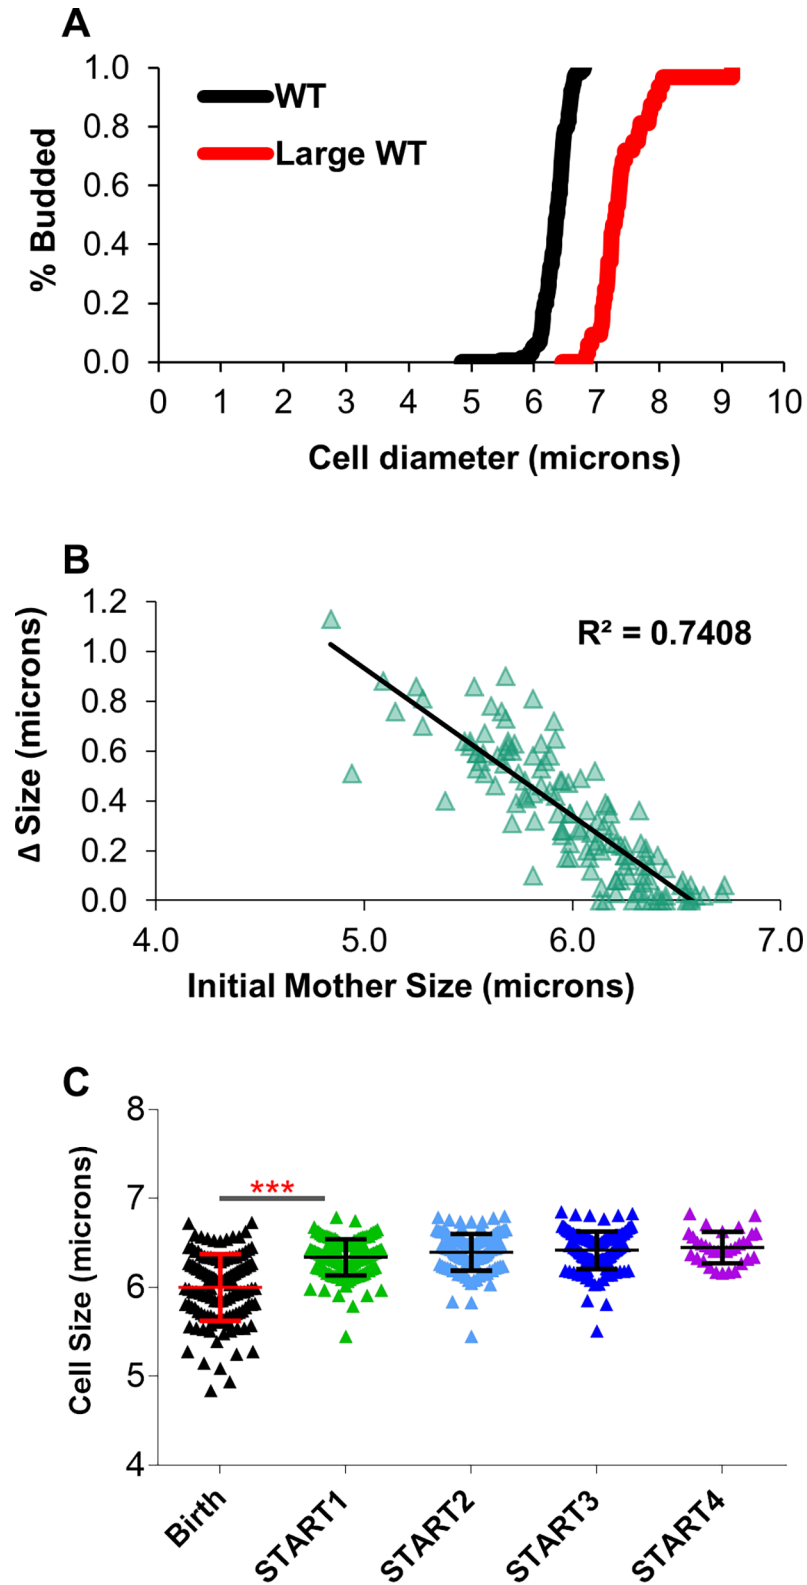 A
1.0
0.8
0.6
0.4
0.2
0.0
% Budded
WT
Large WT
0 1 2 3 4 5 6 7 8 9 10
Cell diameter (microns)
B
1.2
1.0
0.8
0.6
0.4
0.2
0.0
Δ Size (microns)
R² = 0.7408
4.0 5.0 6.0 7.0
Initial Mother Size (microns)
C
8
7
6
5
4
Cell Size (microns)
***
Birth START1 START2 START3 START4